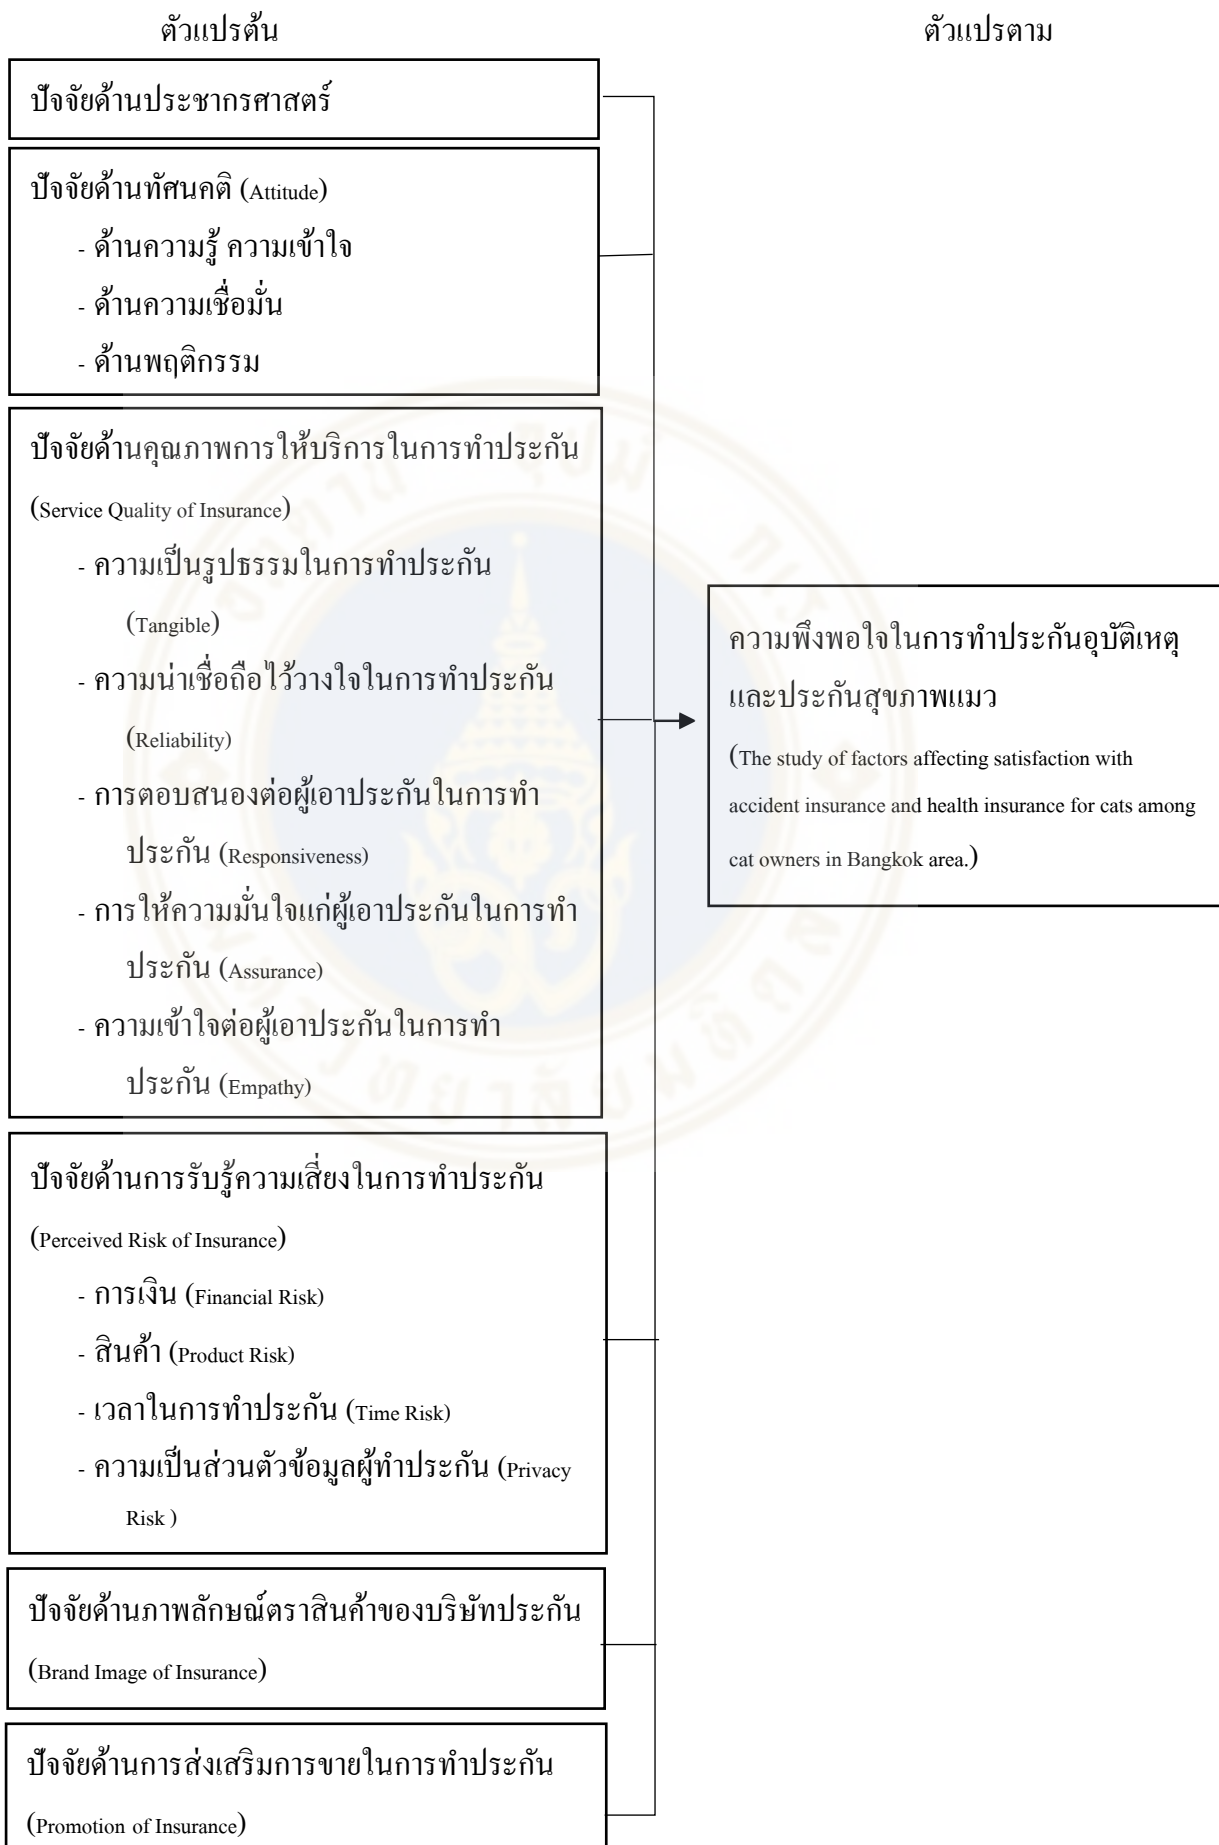 ตัวแปรต้น
ตัวแปรตาม
ปัจจัยด้านประชากรศาสตร์
ปัจจัยด้านทัศนคติ (Attitude)
- ด้านความรู้ ความเข้าใจ
- ด้านความเชื่อมั่น
- ด้านพฤติกรรม
ปัจจัยด้านคุณภาพการให้บริการในการทำประกัน
(Service Quality of Insurance)
- ความเป็นรูปธรรมในการทำประกัน
(Tangible)
- ความน่าเชื่อถือไว้วางใจในการทำประกัน
(Reliability)
- การตอบสนองต่อผู้เอาประกันในการทำ
ประกัน (Responsiveness)
- การให้ความมั่นใจแก่ผู้เอาประกันในการทำ
ประกัน (Assurance)
- ความเข้าใจต่อผู้เอาประกันในการทำ
ประกัน (Empathy)
ปัจจัยด้านการรับรู้ความเสี่ยงในการทำประกัน
(Perceived Risk of Insurance)
- การเงิน (Financial Risk)
- สินค้า (Product Risk)
- เวลาในการทำประกัน (Time Risk)
- ความเป็นส่วนตัวข้อมูลผู้ทำประกัน (Privacy
Risk )
ปัจจัยด้านภาพลักษณ์ตราสินค้าของบริษัทประกัน
(Brand Image of Insurance)
ปัจจัยด้านการส่งเสริมการขายในการทำประกัน
(Promotion of Insurance)
ความพึงพอใจในการทำประกันอุบัติเหตุ
และประกันสุขภาพแมว
(The study of factors affecting satisfaction with
accident insurance and health insurance for cats among
cat owners in Bangkok area.)
มหาวิทยาลัยมหิดล